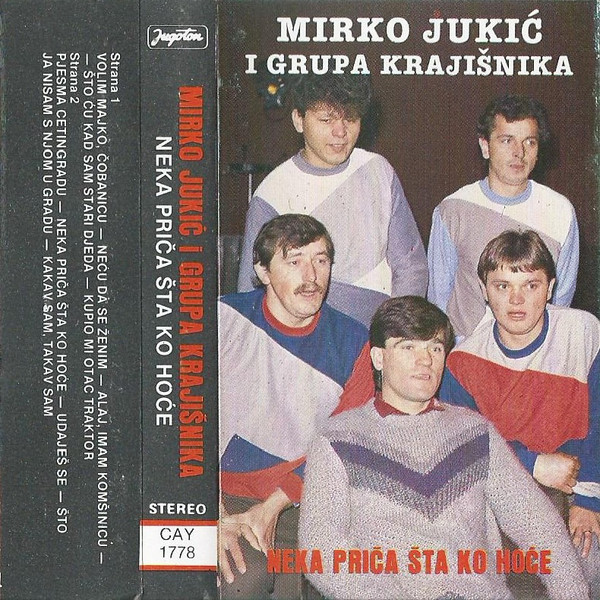 Strana 1
VOLIM MAJKO, ČOBANICU — NEĆU DA SE ŽENIM — ALAJ, IMAM KOMŠINICU —
— ŠTO ĆU KAD SAM STARI DJEDA — KUPIO MI OTAC TRAKTOR
Strana 2
PJESMA CETINGRADU — NEKA PRIČA ŠTA KO HOĆE — UDAJEŠ SE — ŠTO
JA NISAM S NJOM U GRADU — KAKAV SAM, TAKAV SAM
Jugoton
MIRKO JUKIĆ i GRUPA KRAJIŠNIKA
NEKA PRIČA ŠTA KO HOĆE
STEREO
CAY
1778
MIRKO JUKIĆ
I GRUPA KRAJIŠNIKA
NEKA PRIČA ŠTA KO HOĆE